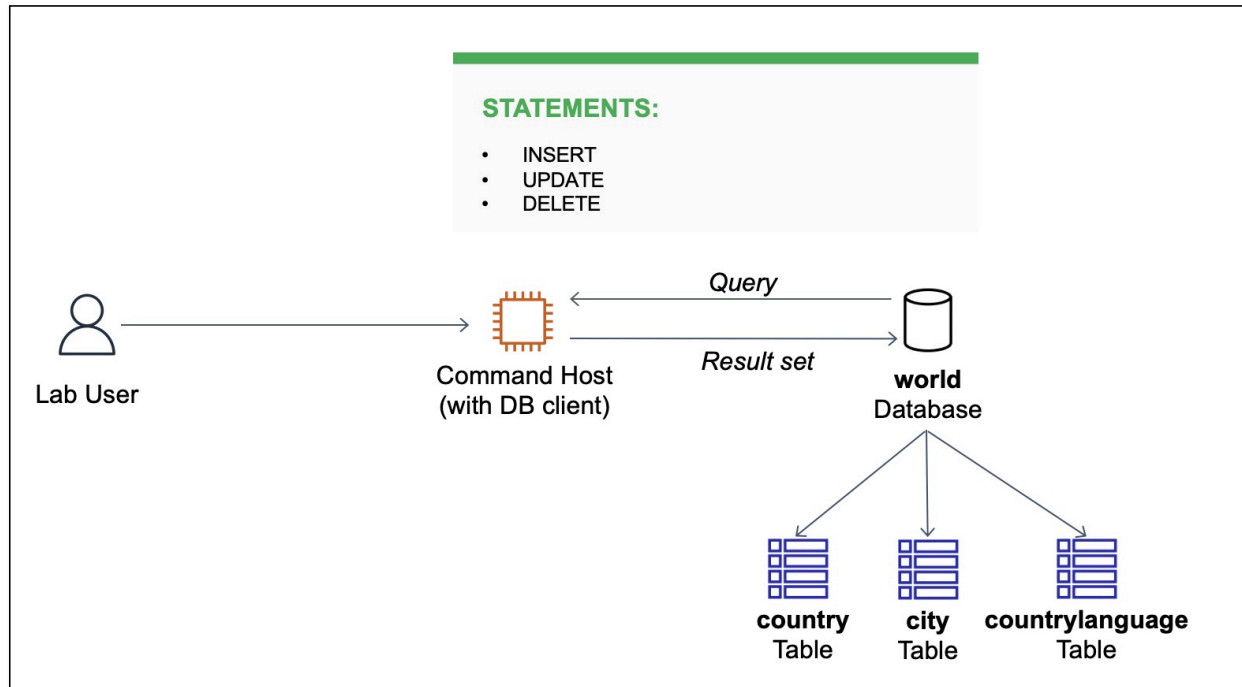 STATEMENTS:
• INSERT
• UPDATE
• DELETE
Query
Result set
Lab User
Command Host
(with DB client)
world
Database
country
Table
city
Table
countrylanguage
Table